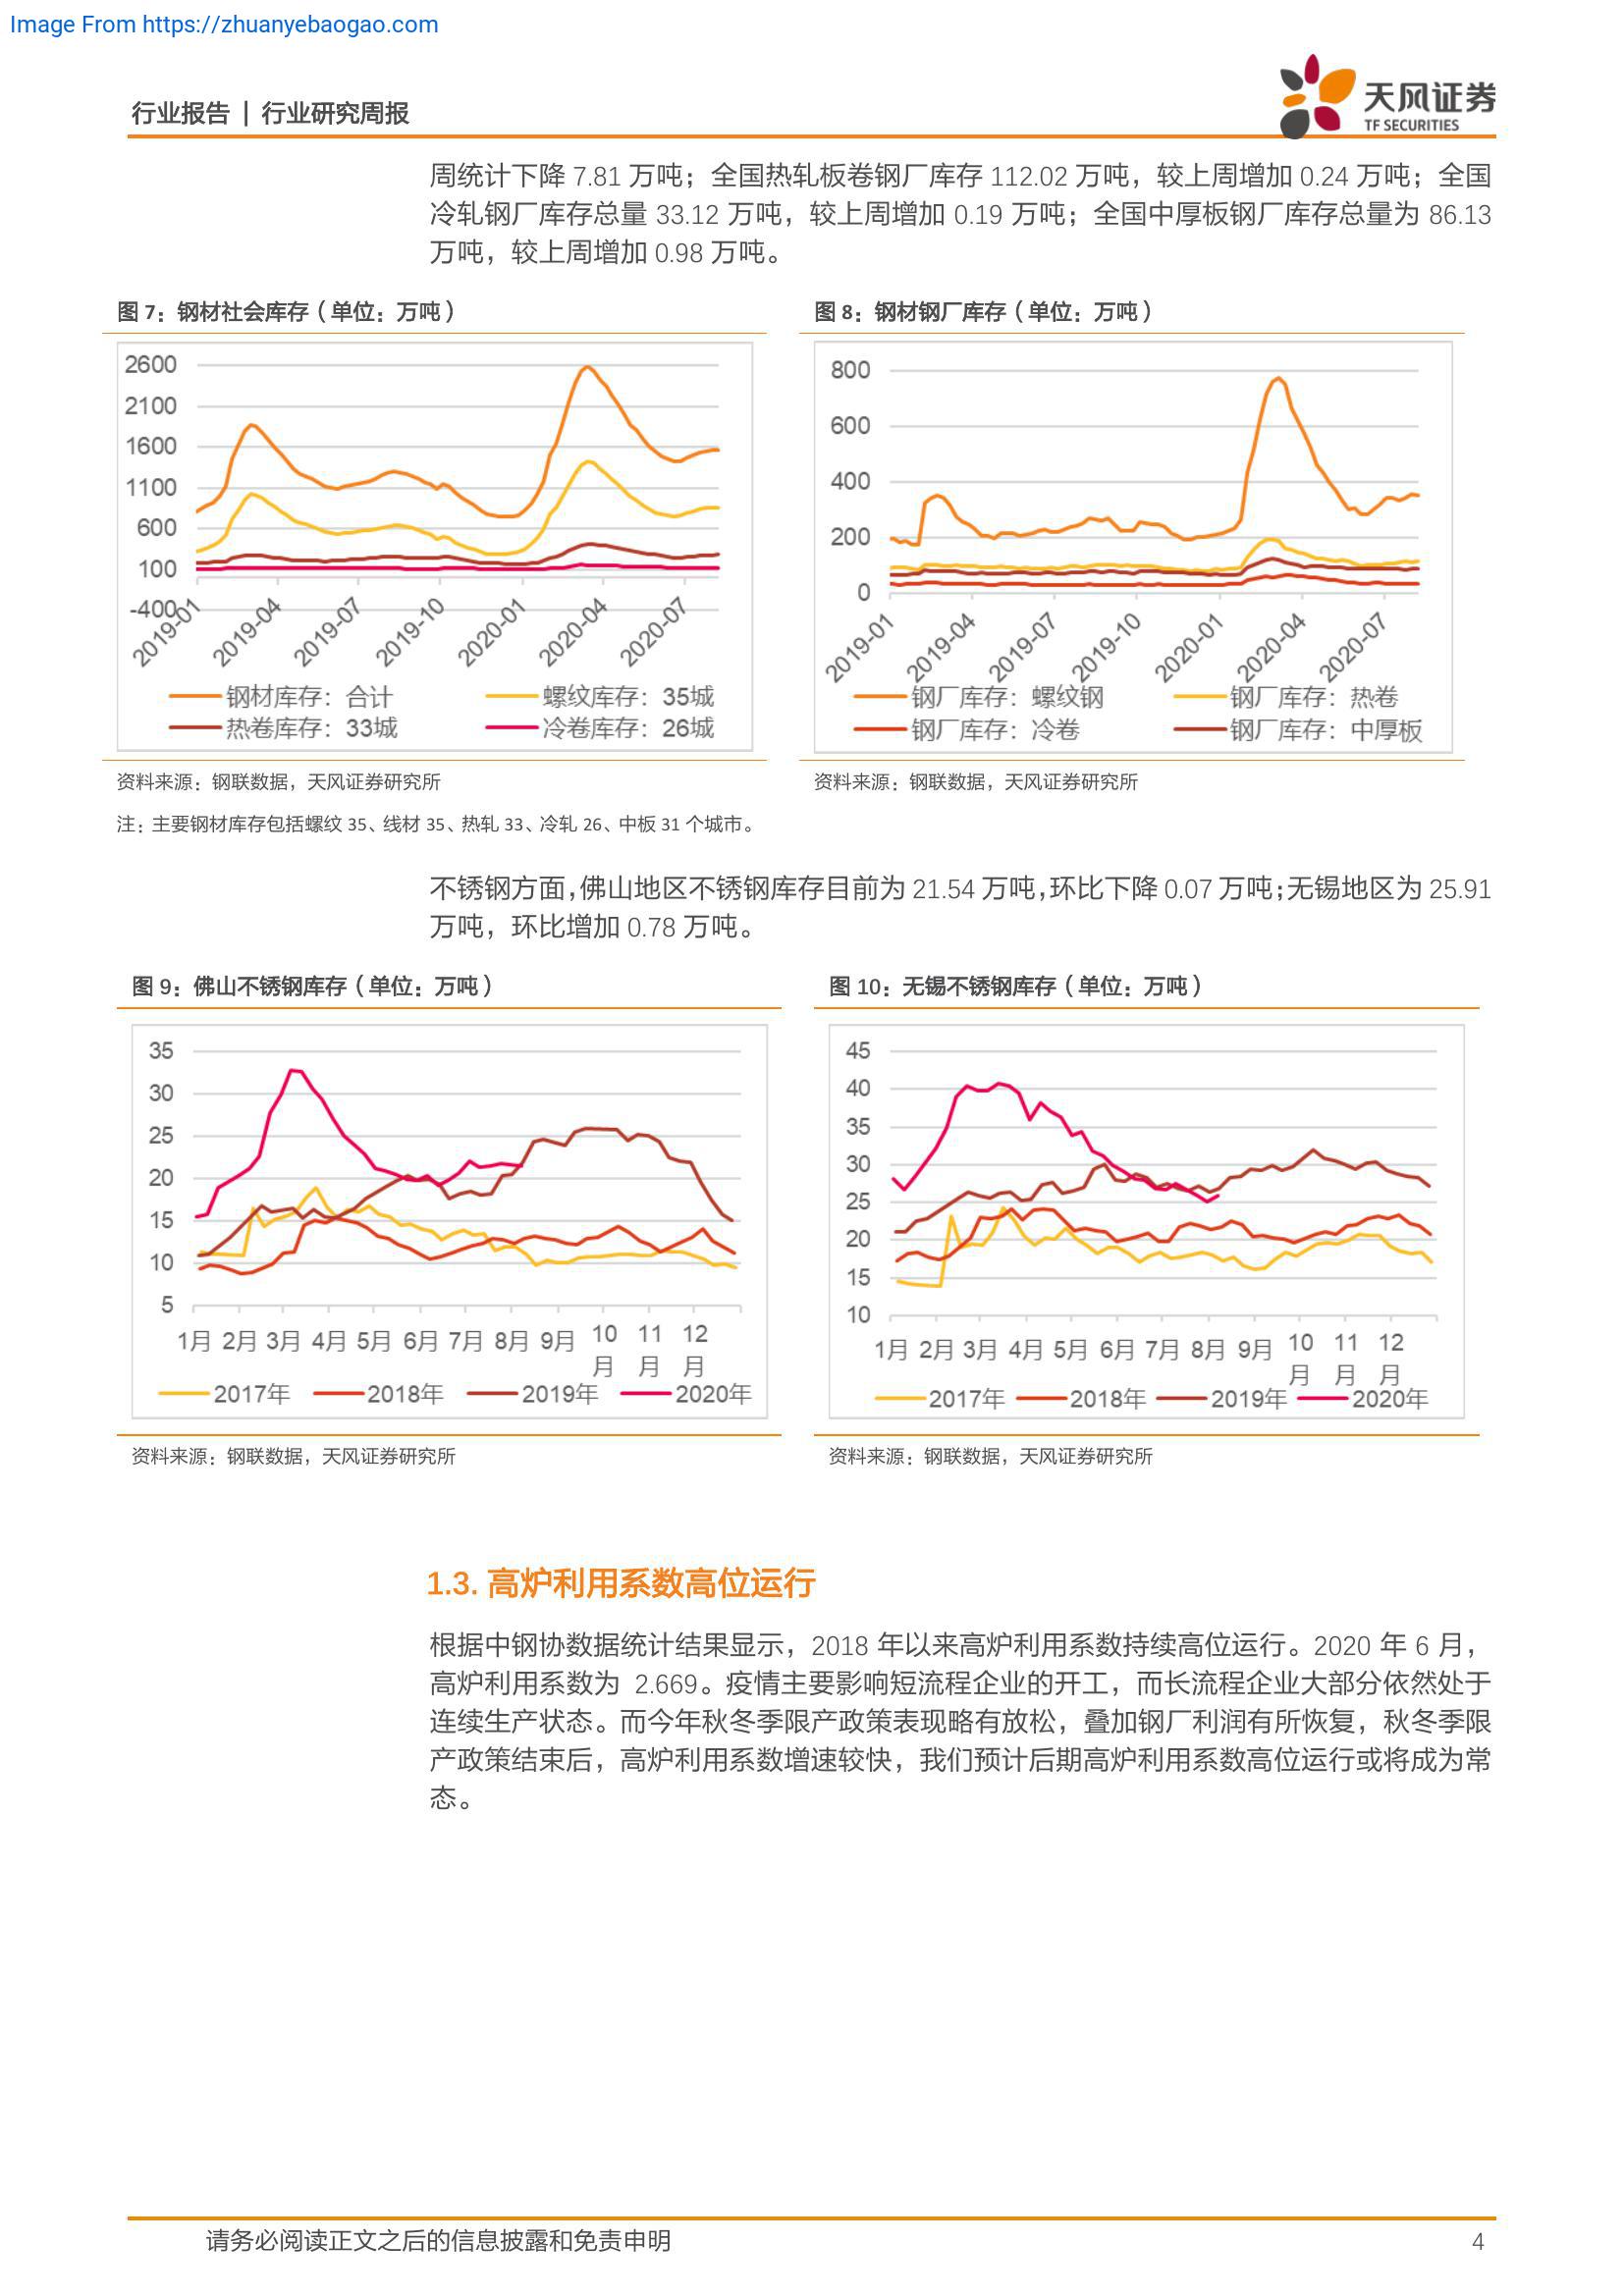 Image From https://zhuanyebaogao.com
行业报告 | 行业研究周报
天风证券
TF SECURITIES
周统计下降 7.81 万吨；全国热轧板卷钢厂库存 112.02 万吨，较上周增加 0.24 万吨；全国
冷轧钢厂库存总量 33.12 万吨，较上周增加 0.19 万吨；全国中厚板钢厂库存总量为 86.13
万吨，较上周增加 0.98 万吨。
图 7：钢材社会库存（单位：万吨）
2600
2100
1600
1100
600
100
-400
2019-01 2019-04 2019-07 2019-10 2020-01 2020-04 2020-07
钢材库存：合计 螺纹库存：35城
热卷库存：33城 冷卷库存：26城
资料来源：钢联数据，天风证券研究所
注：主要钢材库存包括螺纹 35、线材 35、热轧 33、冷轧 26、中板 31 个城市。
图 8：钢材钢厂库存（单位：万吨）
800
600
400
200
0
2019-01 2019-04 2019-07 2019-10 2020-01 2020-04 2020-07
钢厂库存：螺纹钢 钢厂库存：热卷
钢厂库存：冷卷 钢厂库存：中厚板
资料来源：钢联数据，天风证券研究所
不锈钢方面，佛山地区不锈钢库存目前为 21.54 万吨，环比下降 0.07 万吨；无锡地区为 25.91
万吨，环比增加 0.78 万吨。
图 9：佛山不锈钢库存（单位：万吨）
35
30
25
20
15
10
5
1月 2月 3月 4月 5月 6月 7月 8月 9月 10月 11月 12月
2017年 2018年 2019年 2020年
资料来源：钢联数据，天风证券研究所
图 10：无锡不锈钢库存（单位：万吨）
45
40
35
30
25
20
15
10
1月 2月 3月 4月 5月 6月 7月 8月 9月 10月 11月 12月
2017年 2018年 2019年 2020年
资料来源：钢联数据，天风证券研究所
1.3. 高炉利用系数高位运行
根据中钢协数据统计结果显示，2018 年以来高炉利用系数持续高位运行。2020 年 6 月，
高炉利用系数为 2.669。疫情主要影响短流程企业的开工，而长流程企业大部分依然处于
连续生产状态。而今年秋冬季限产政策表现略有放松，叠加钢厂利润有所恢复，秋冬季限
产政策结束后，高炉利用系数增速较快，我们预计后期高炉利用系数高位运行或将成为常
态。
请务必阅读正文之后的信息披露和免责申明
4